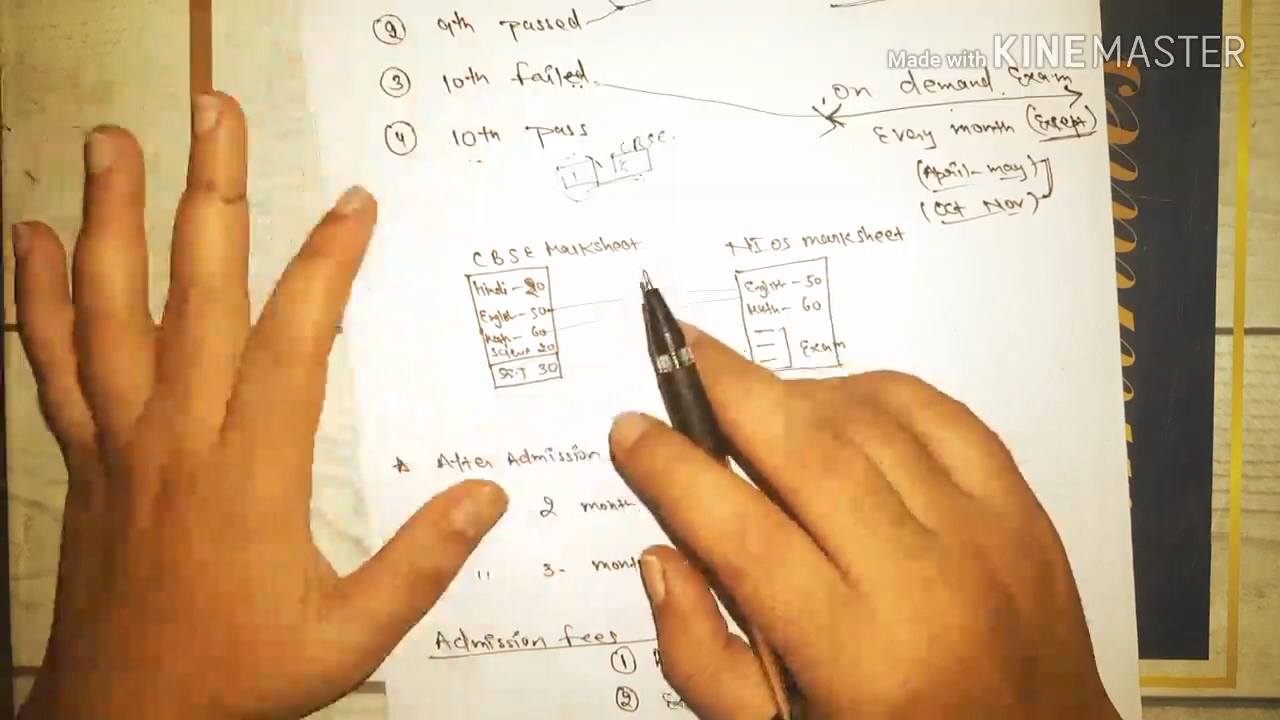 Made with KINEMASTER
② 9th passed
③ 10th failed.
on demand Exam
④ 10th pass
Every month (Except)
CBSE.
(April-may)
(Oct Nov)
CBSE Marksheet
NIOS marksheet
Hindi - 20
English - 50
Math - 60
Science 20
S.T 30
English - 50
Math - 60
Exam
After Admission
2 month
" 3 - month
Admission fees
①
②